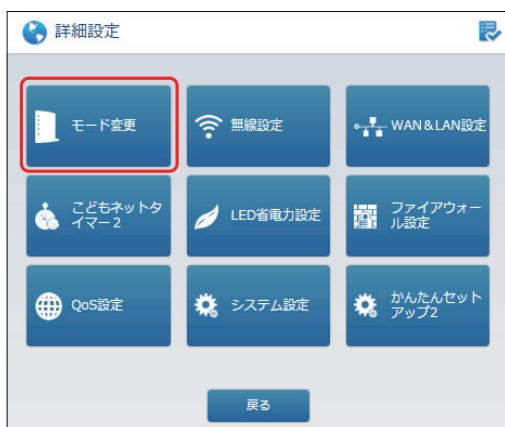 詳細設定
モード変更
無線設定
WAN&LAN設定
こどもネットタ
イマー2
LED省電力設定
ファイアウォー
ル設定
QoS設定
システム設定
かんたんセット
アップ2
戻る